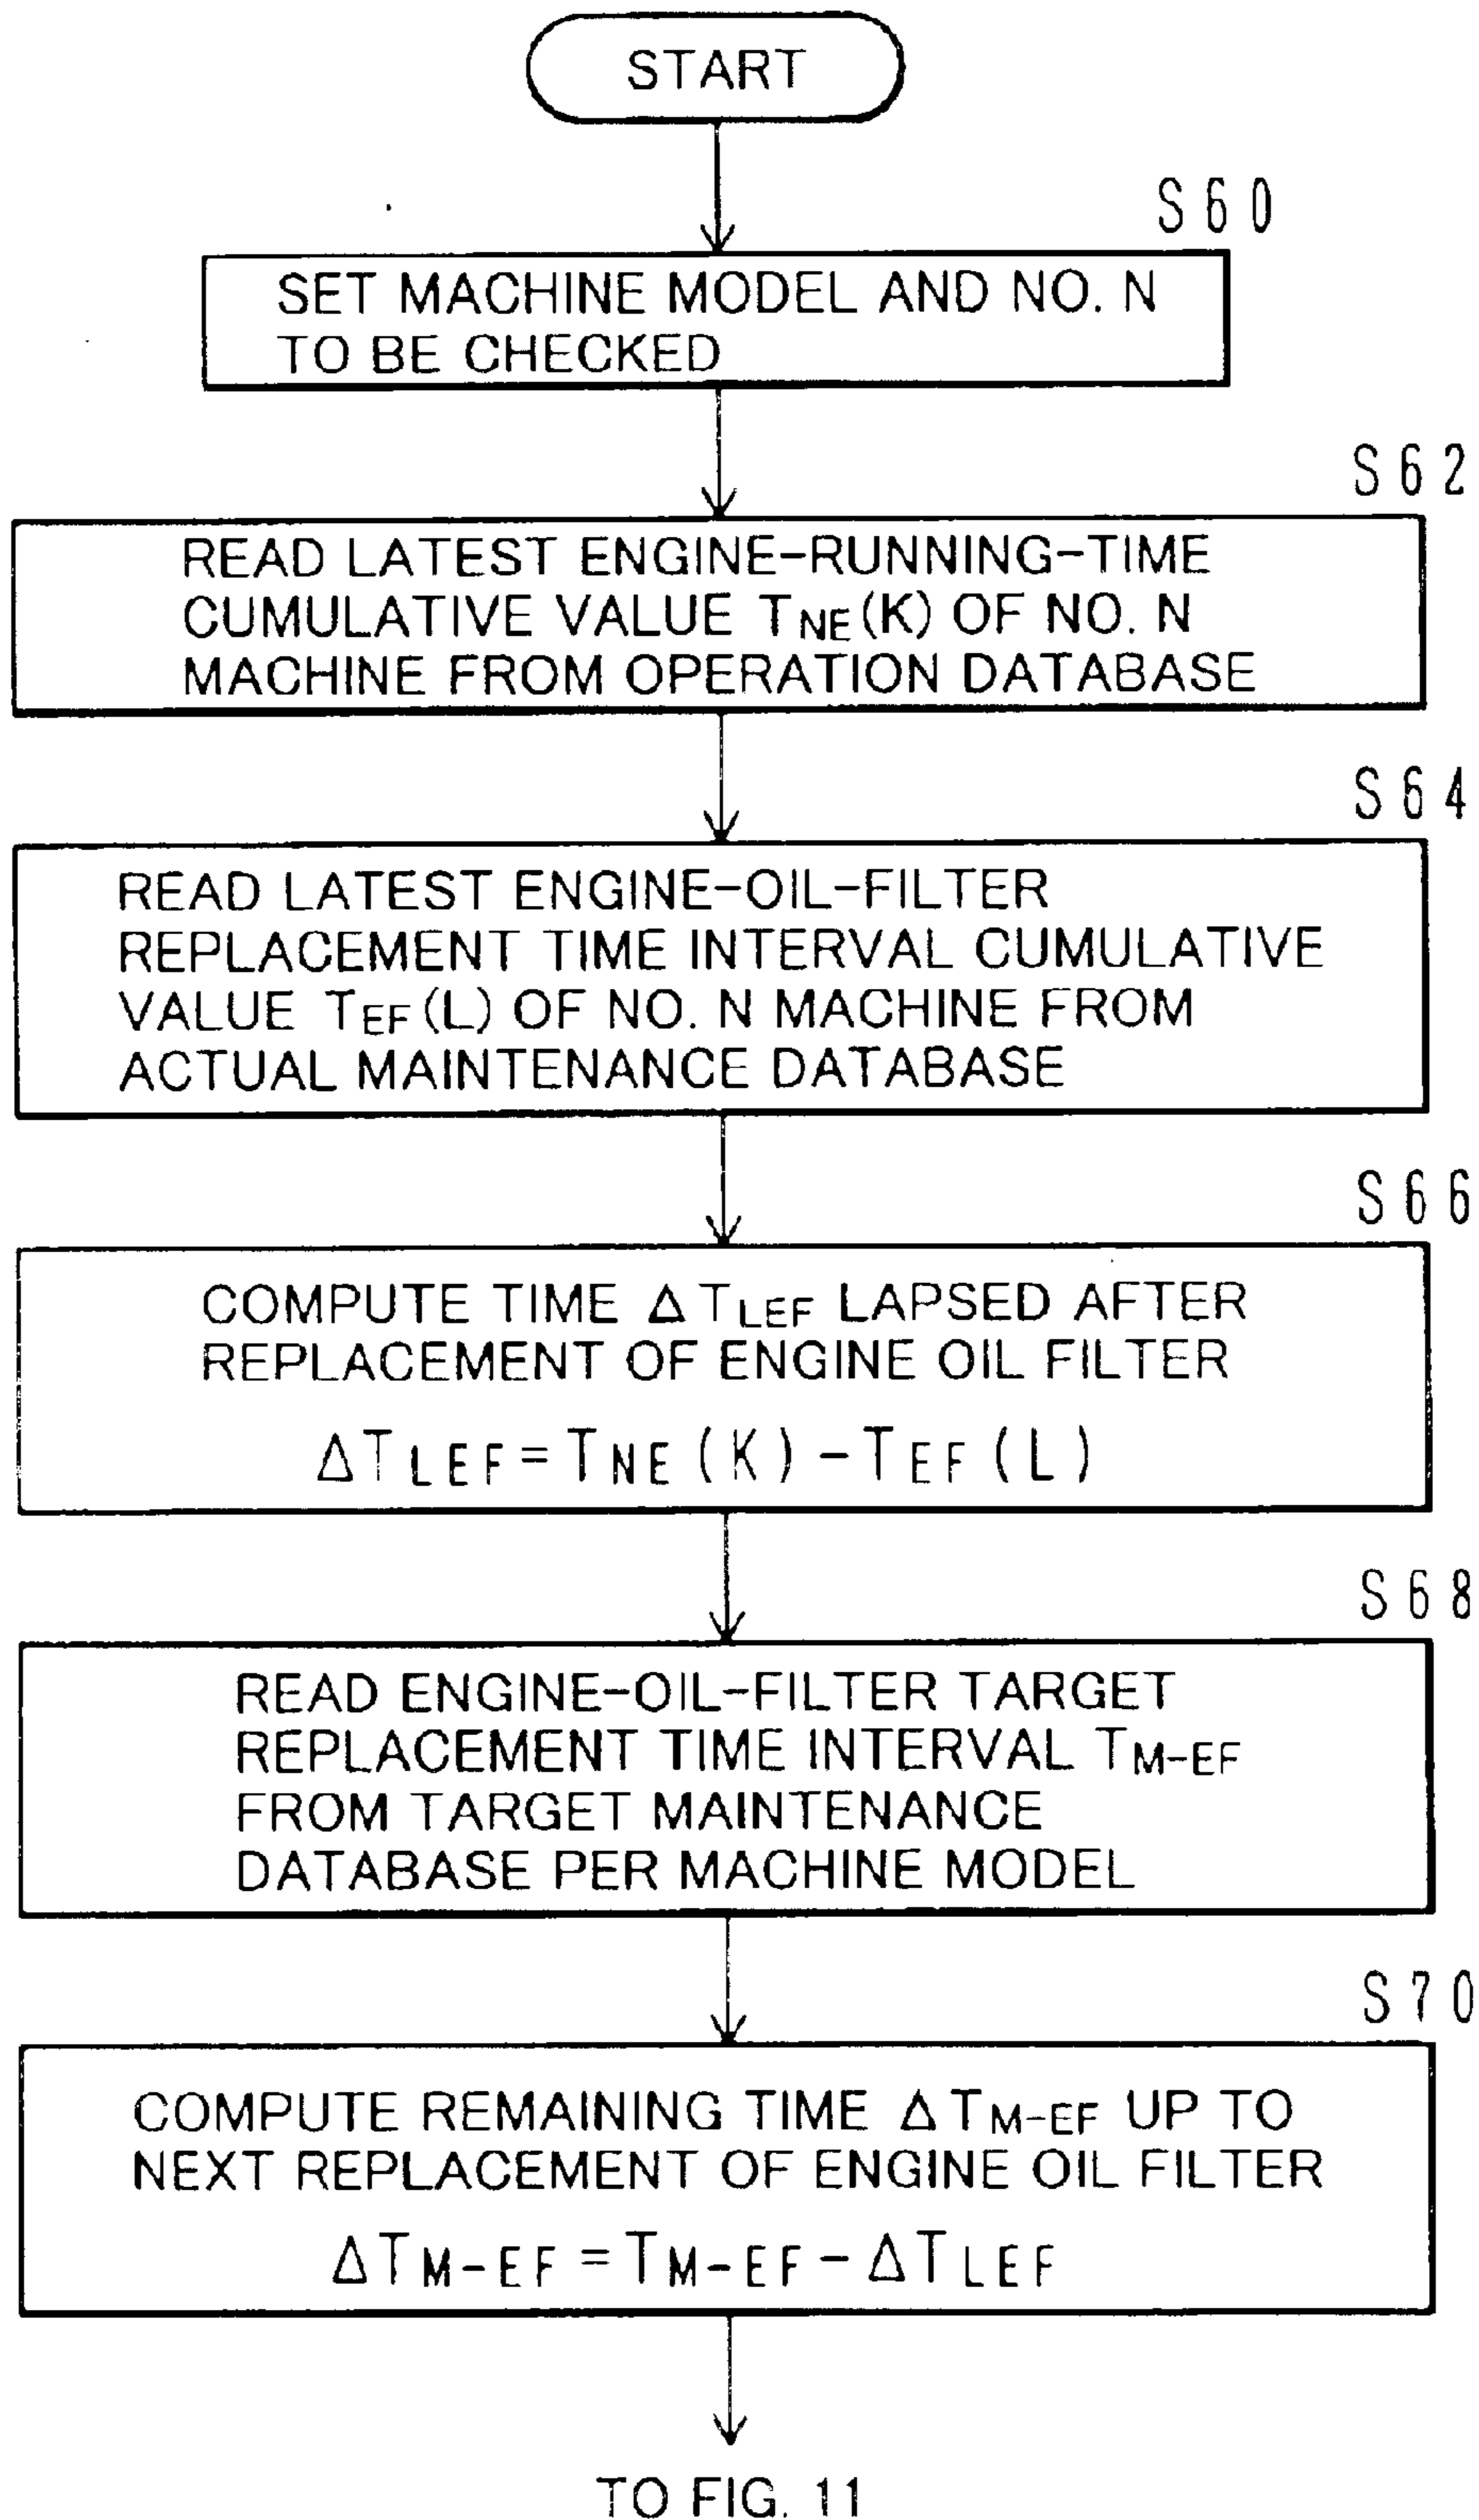 START
S60
SET MACHINE MODEL AND NO. N
TO BE CHECKED
S62
READ LATEST ENGINE-RUNNING-TIME
CUMULATIVE VALUE TNE(K) OF NO. N
MACHINE FROM OPERATION DATABASE
S64
READ LATEST ENGINE-OIL-FILTER
REPLACEMENT TIME INTERVAL CUMULATIVE
VALUE TEF(L) OF NO. N MACHINE FROM
ACTUAL MAINTENANCE DATABASE
S66
COMPUTE TIME ΔTLEF LAPSED AFTER
REPLACEMENT OF ENGINE OIL FILTER
ΔTLEF=TNE(K)-TEF(L)
S68
READ ENGINE-OIL-FILTER TARGET
REPLACEMENT TIME INTERVAL TM-EF
FROM TARGET MAINTENANCE
DATABASE PER MACHINE MODEL
S70
COMPUTE REMAINING TIME ΔTM-EF UP TO
NEXT REPLACEMENT OF ENGINE OIL FILTER
ΔTM-EF=TM-EF-ΔTLEF
TO FIG. 11